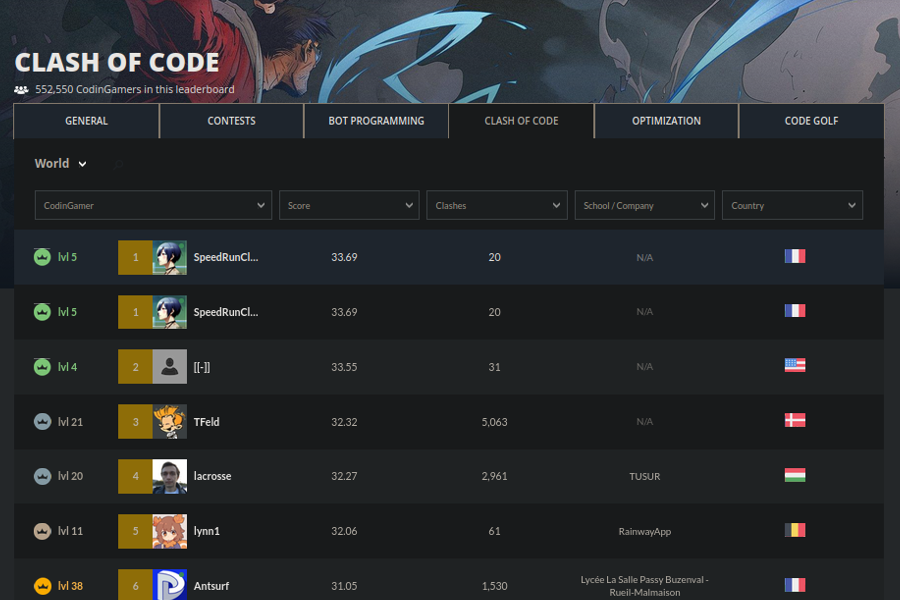 CLASH OF CODE
552,550 CodinGamers in this leaderboard
GENERAL CONTESTS BOT PROGRAMMING CLASH OF CODE OPTIMIZATION CODE GOLF
World
CodinGamer Score Clashes School / Company Country
lvl 5 1 SpeedRunCl... 33.69 20 N/A
lvl 5 1 SpeedRunCl... 33.69 20 N/A
lvl 4 2 [[-]] 33.55 31 N/A
lvl 21 3 TFeld 32.32 5,063 N/A
lvl 20 4 lacrosse 32.27 2,961 TUSUR
lvl 11 5 lynn1 32.06 61 RainwayApp
lvl 38 6 Antsurf 31.05 1,530 Lycée La Salle Passy Buzenval -
Rueil-Malmaison